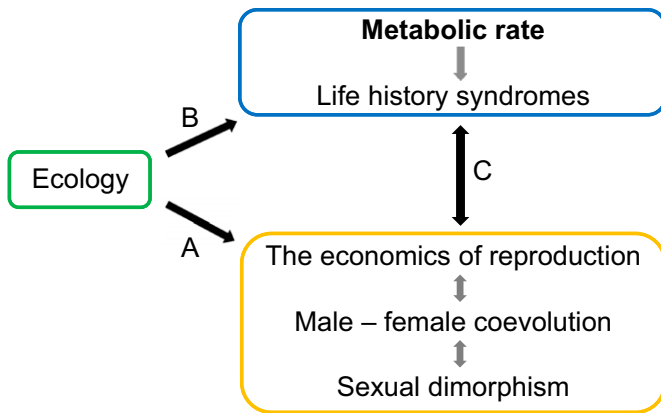 Metabolic rate
Life history syndromes
B
Ecology
C
A
The economics of reproduction
Male – female coevolution
Sexual dimorphism